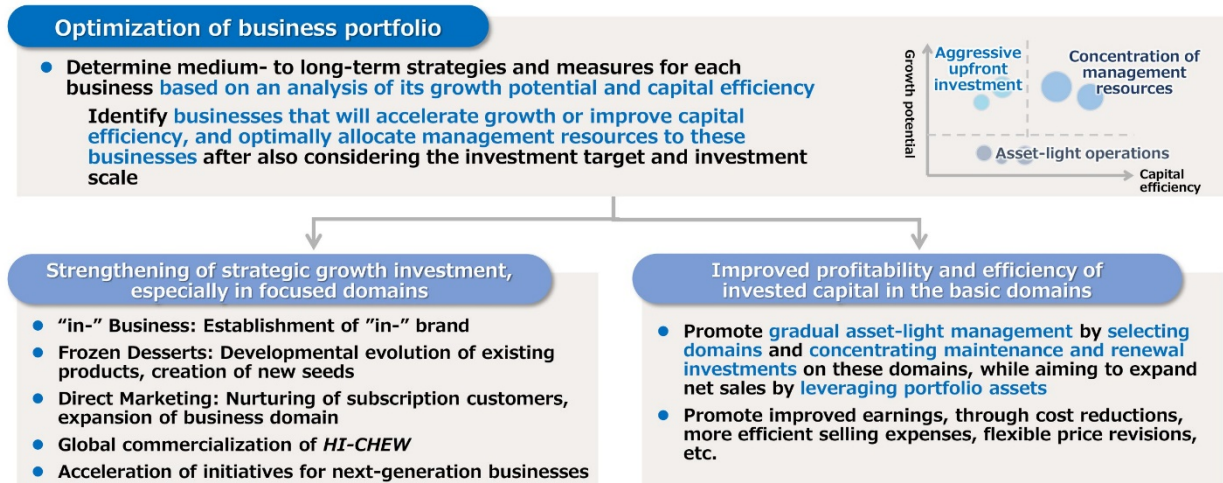 Optimization of business portfolio
● Determine medium- to long-term strategies and measures for each
business based on an analysis of its growth potential and capital efficiency
Identify businesses that will accelerate growth or improve capital
efficiency, and optimally allocate management resources to these
businesses after also considering the investment target and investment
scale
Growth potential
Aggressive
upfront
investment
Concentration of
management
resources
Asset-light operations
Capital
efficiency
Strengthening of strategic growth investment,
especially in focused domains
● “in-” Business: Establishment of ”in-” brand
● Frozen Desserts: Developmental evolution of existing
products, creation of new seeds
● Direct Marketing: Nurturing of subscription customers,
expansion of business domain
● Global commercialization of HI-CHEW
● Acceleration of initiatives for next-generation businesses
Improved profitability and efficiency of
invested capital in the basic domains
● Promote gradual asset-light management by selecting
domains and concentrating maintenance and renewal
investments on these domains, while aiming to expand
net sales by leveraging portfolio assets
● Promote improved earnings, through cost reductions,
more efficient selling expenses, flexible price revisions,
etc.